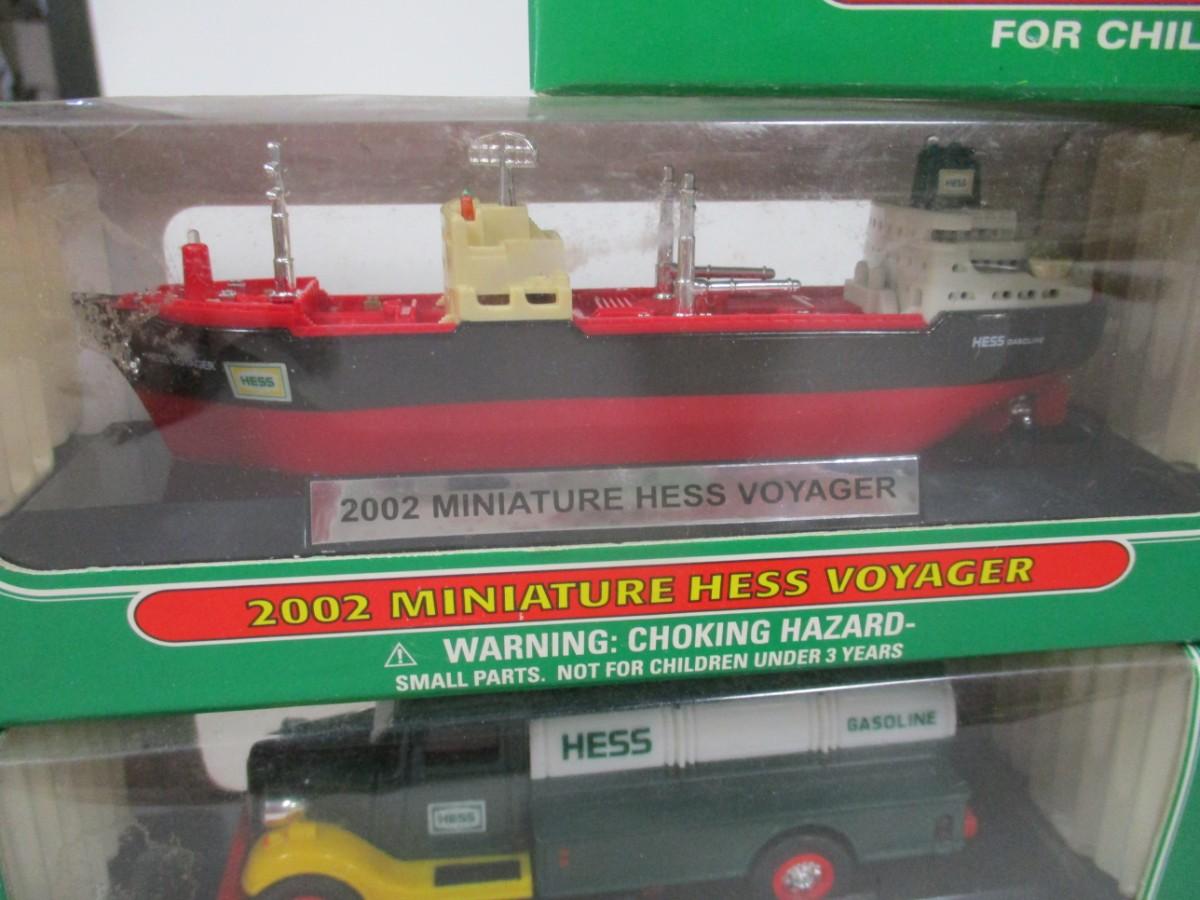 FOR CHIL
HESS
HESS GASOLINE
HESS
2002 MINIATURE HESS VOYAGER
2002 MINIATURE HESS VOYAGER
WARNING: CHOKING HAZARD-
SMALL PARTS. NOT FOR CHILDREN UNDER 3 YEARS
HESS
GASOLINE
HESS